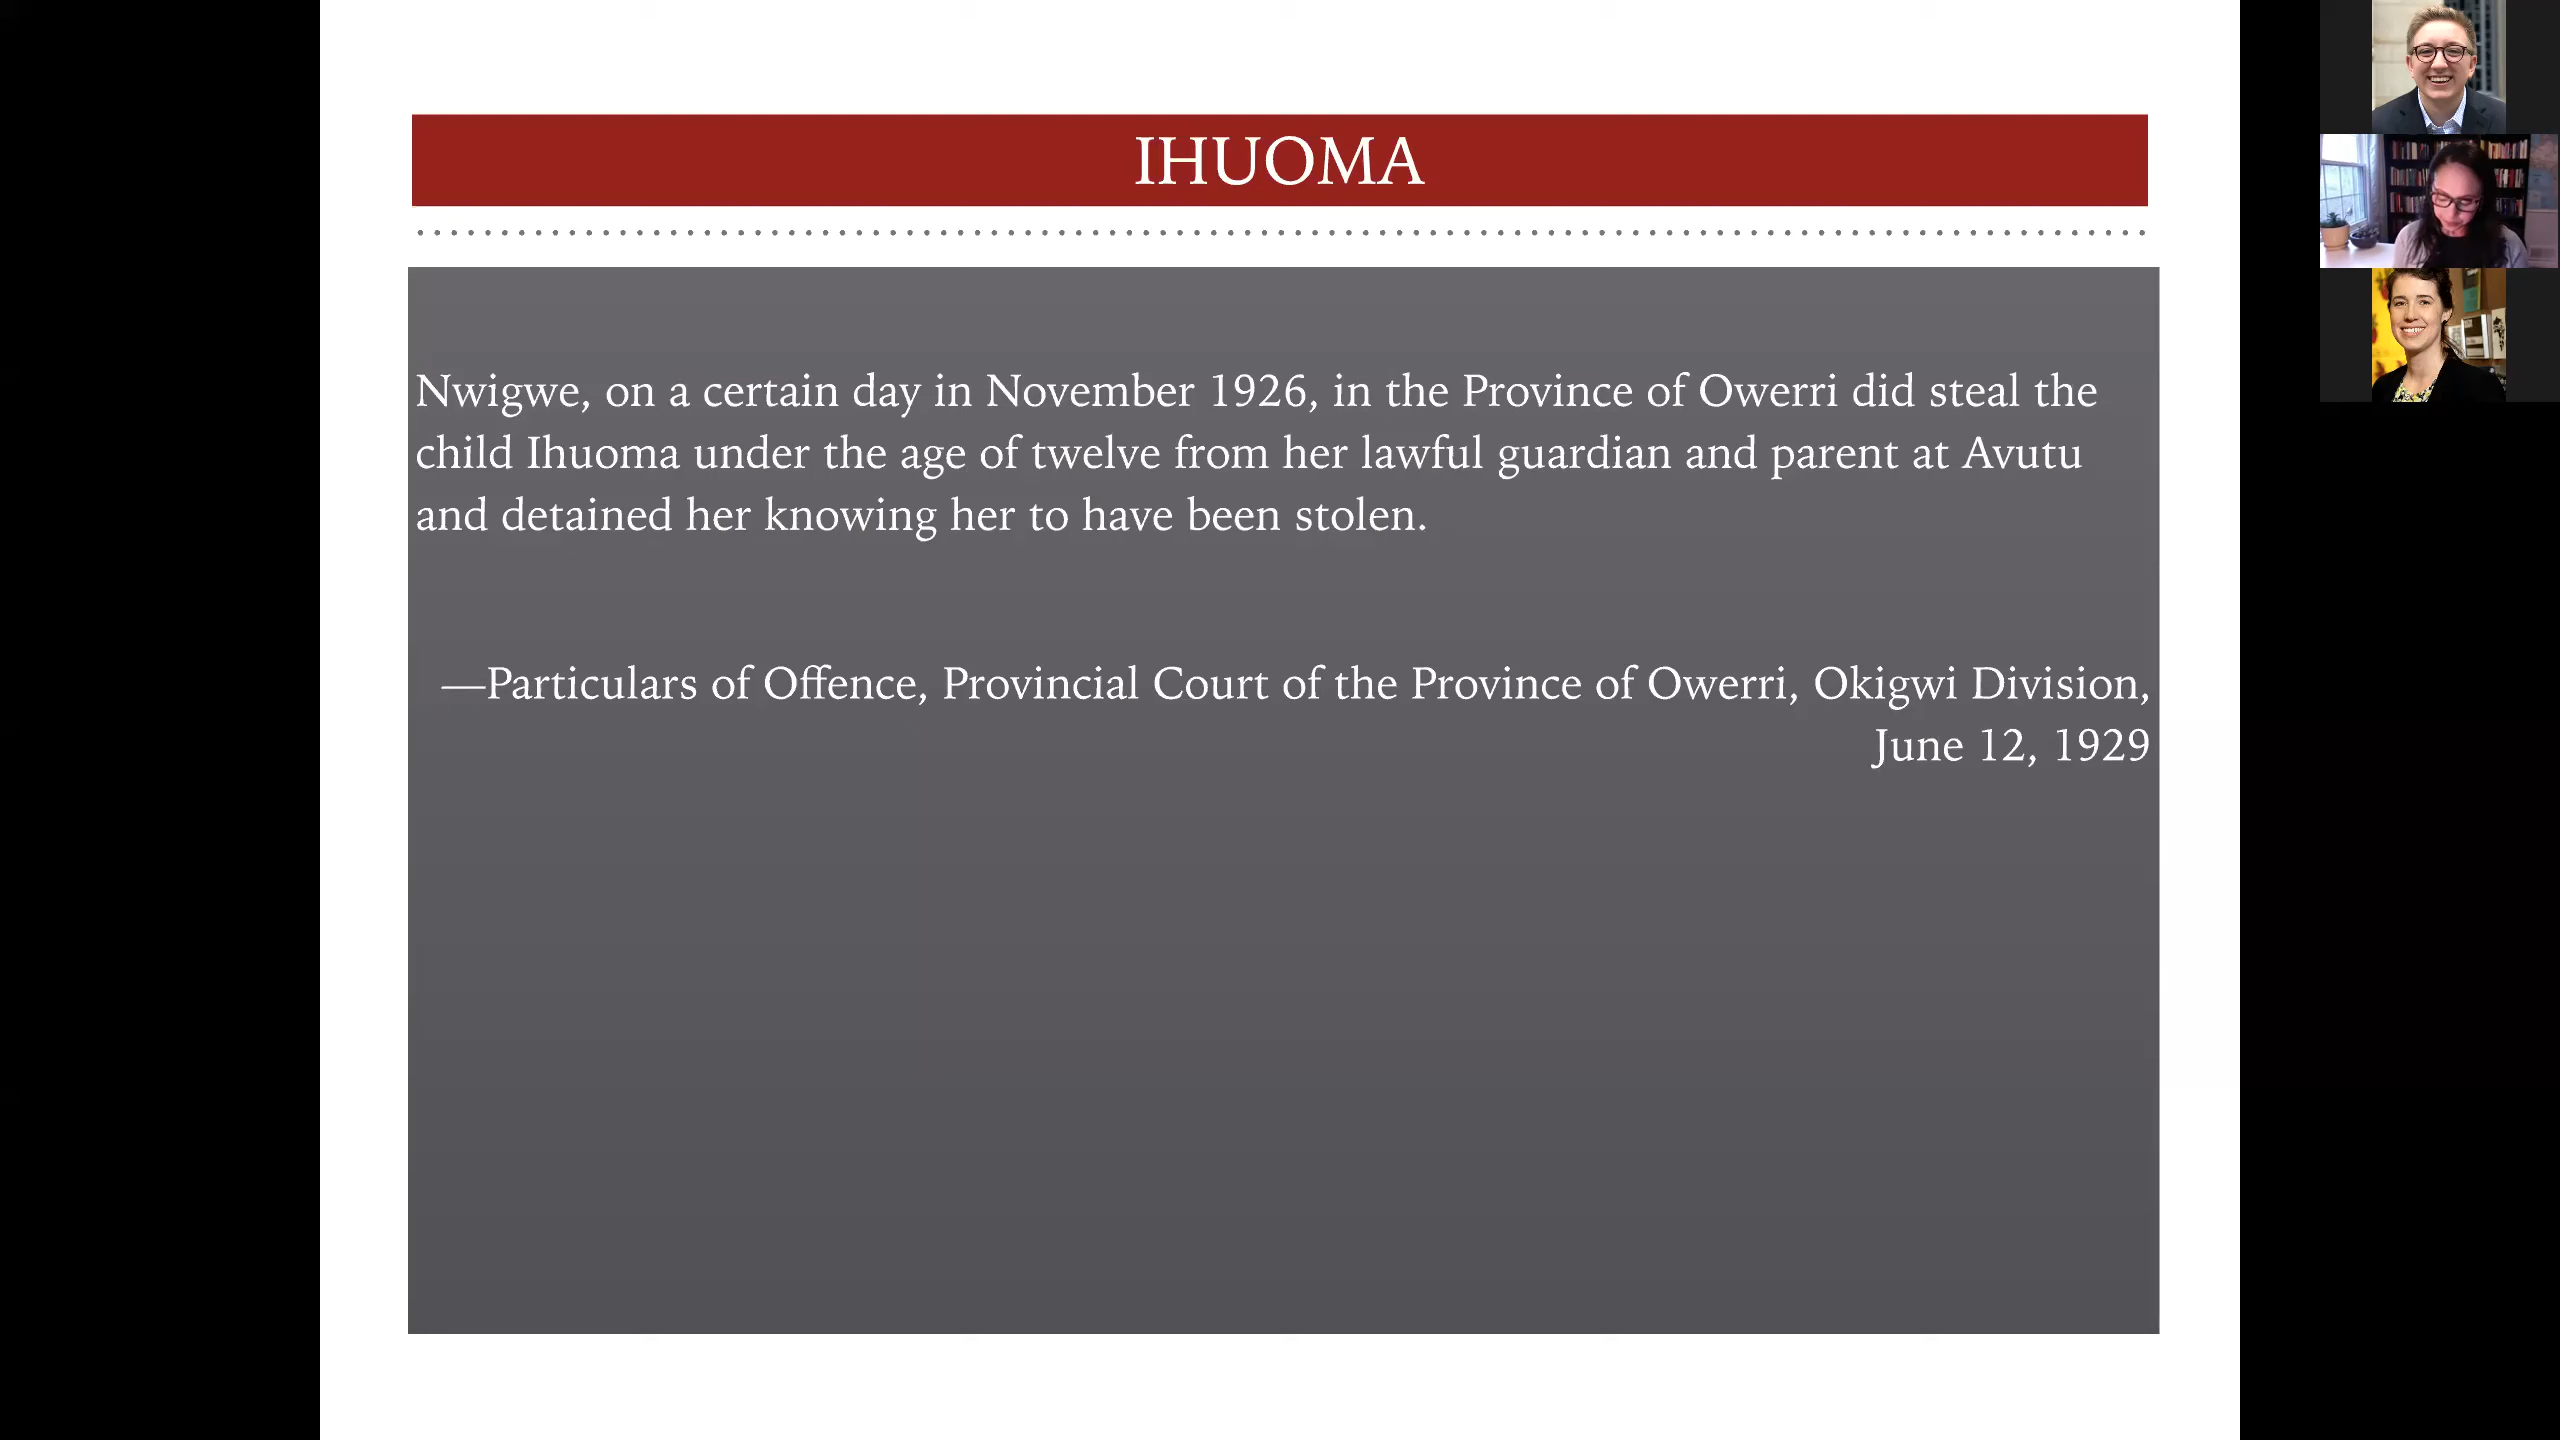 IHUOMA
Nwigwe, on a certain day in November 1926, in the Province of Owerri did steal the
child Ihuoma under the age of twelve from her lawful guardian and parent at Avutu
and detained her knowing her to have been stolen.
—Particulars of Offence, Provincial Court of the Province of Owerri, Okigwi Division,
June 12, 1929